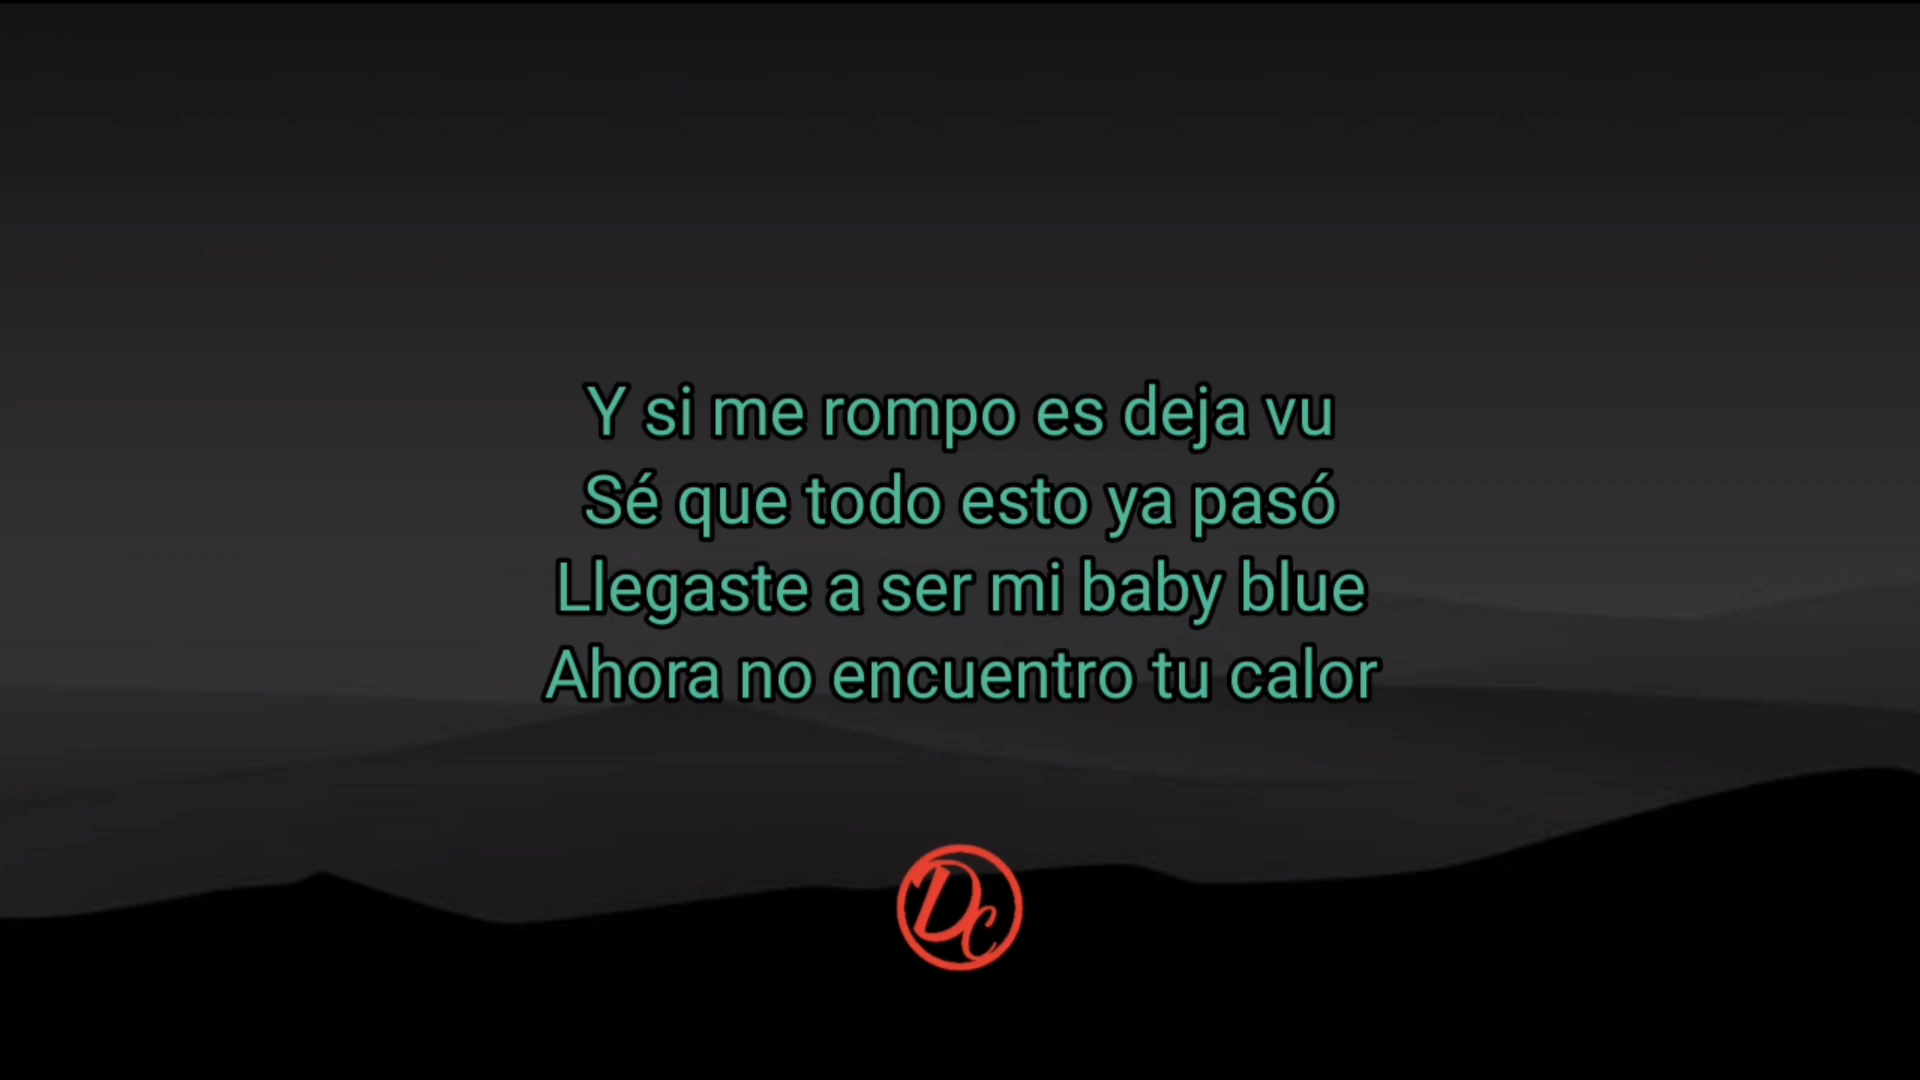 Y si me rompo es deja vu
Sé que todo esto ya pasó
Llegaste a ser mi baby blue
Ahora no encuentro tu calor
Dc